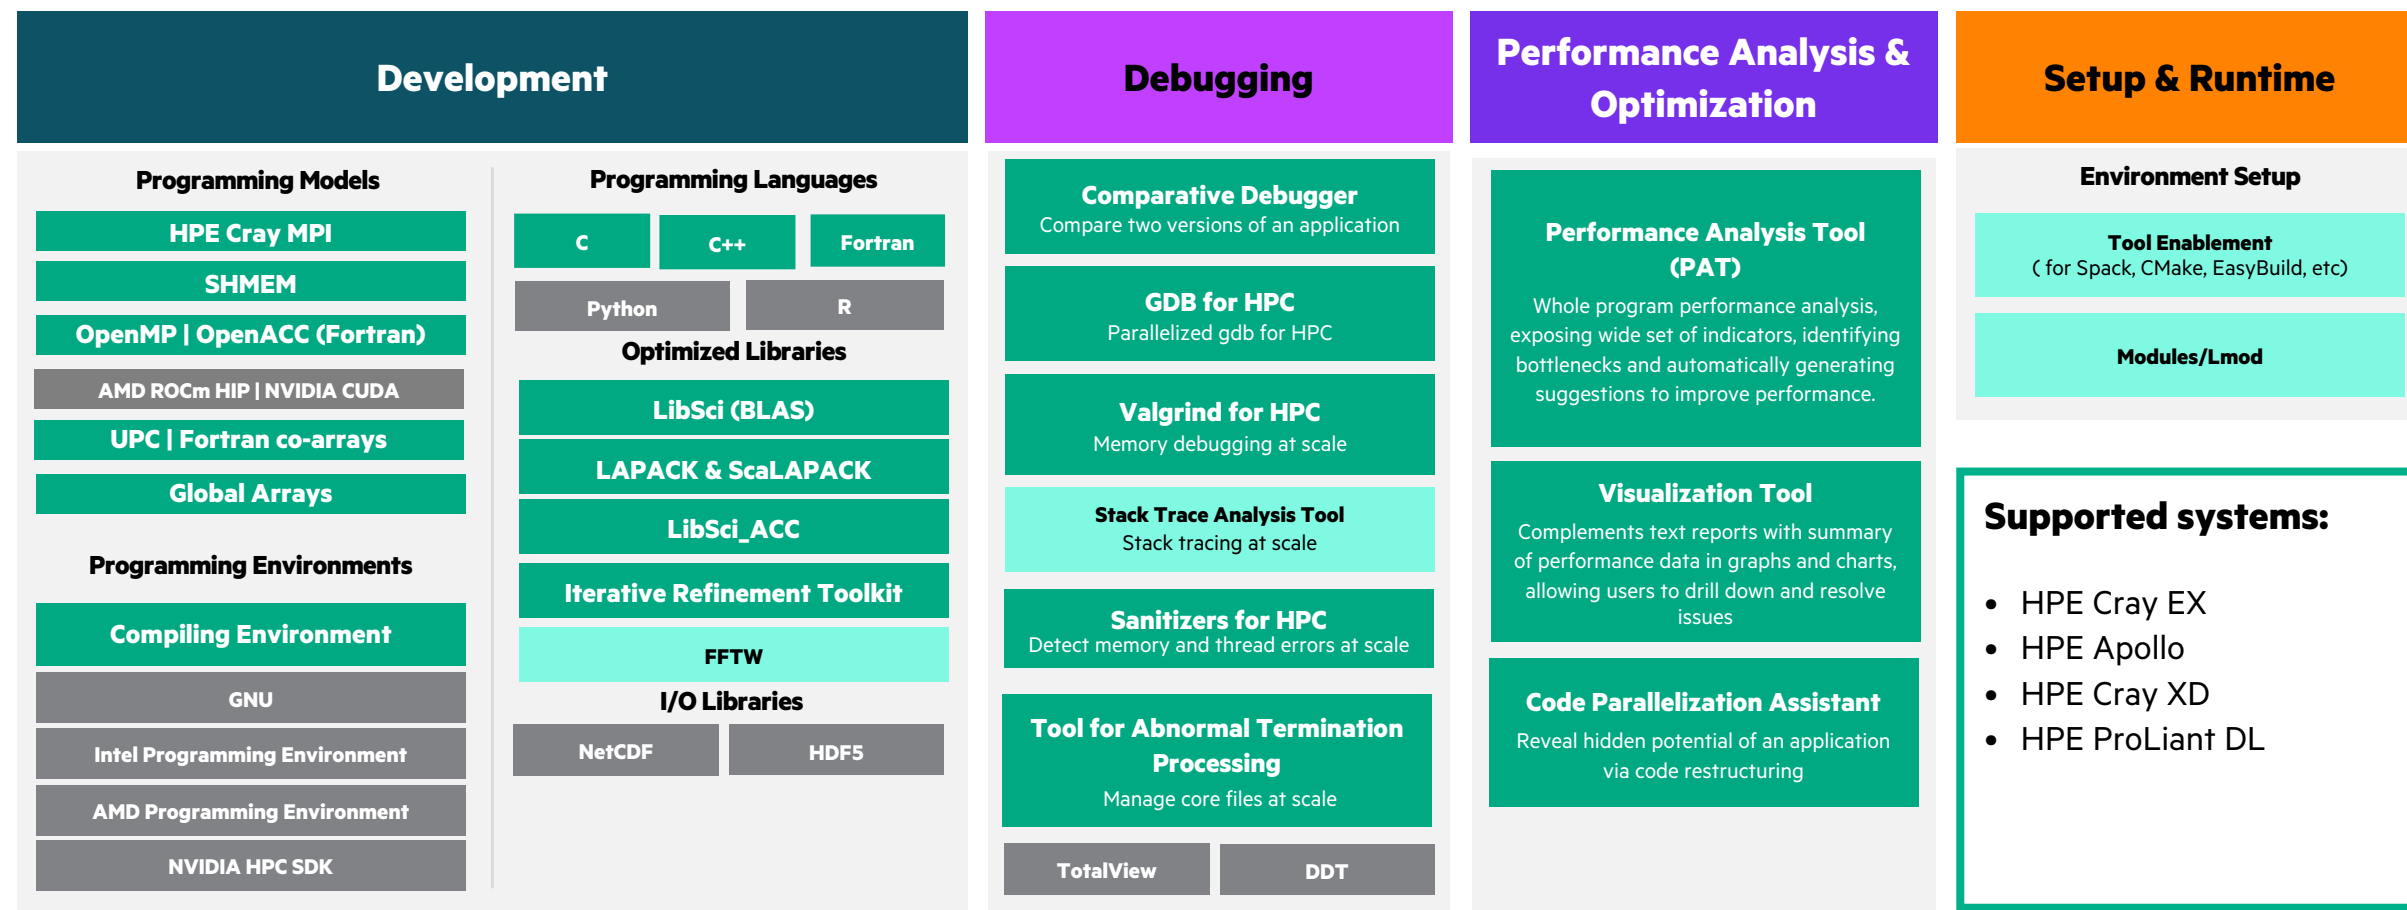 Development
Programming Models
HPE Cray MPI
SHMEM
OpenMP | OpenACC (Fortran)
AMD ROCm HIP | NVIDIA CUDA
UPC | Fortran co-arrays
Global Arrays
Programming Environments
Compiling Environment
GNU
Intel Programming Environment
AMD Programming Environment
NVIDIA HPC SDK
Programming Languages
C
C++
Fortran
Python
R
Optimized Libraries
LibSci (BLAS)
LAPACK & ScaLAPACK
LibSci_ACC
Iterative Refinement Toolkit
FFTW
I/O Libraries
NetCDF
HDF5
Debugging
Comparative Debugger
Compare two versions of an application
GDB for HPC
Parallelized gdb for HPC
Valgrind for HPC
Memory debugging at scale
Stack Trace Analysis Tool
Stack tracing at scale
Sanitizers for HPC
Detect memory and thread errors at scale
Tool for Abnormal Termination
Processing
Manage core files at scale
TotalView
DDT
Performance Analysis &
Optimization
Performance Analysis Tool
(PAT)
Whole program performance analysis,
exposing wide set of indicators, identifying
bottlenecks and automatically generating
suggestions to improve performance.
Visualization Tool
Complements text reports with summary
of performance data in graphs and charts,
allowing users to drill down and resolve
issues
Code Parallelization Assistant
Reveal hidden potential of an application
via code restructuring
Setup & Runtime
Environment Setup
Tool Enablement
( for Spack, CMake, EasyBuild, etc)
Modules/Lmod
Supported systems:
• HPE Cray EX
• HPE Apollo
• HPE Cray XD
• HPE ProLiant DL